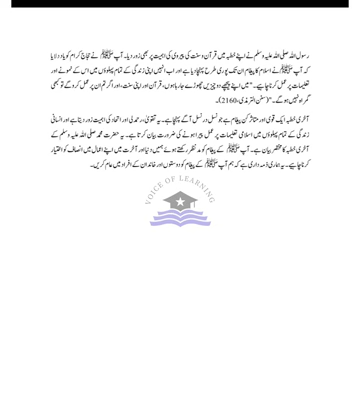 رسول اللہ صلی اللہ علیہ وسلم نے اپنے خطبہ میں قرآن و سنت کی پیروی کی اہمیت پر بھی زور دیا۔ آپ ﷺ نے حجاج کرام کو یاد دلایا
کہ آپ ﷺ نے اسلام کا پیغام ان تک پوری طرح پہنچا دیا ہے اور اب انہیں اپنی زندگی کے تمام پہلوؤں میں اس کے نمونے اور
تعلیمات پر عمل کرنا چاہیے۔ "میں اپنے پیچھے دو چیزیں چھوڑے جا رہا ہوں، قرآن اور اپنی سنت، اور اگر تم ان پر عمل کرو گے تو کبھی
گمراہ نہیں ہو گے۔" (سنن الترمذی، 2160)۔
آخری خطبہ ایک قوی اور متاثر کن پیغام ہے جو نسل در نسل آگے پہنچا ہے۔ یہ تقویٰ، رحمدلی اور اتحاد کی اہمیت زور دیتا ہے اور انسانی
زندگی کے تمام پہلوؤں میں اسلامی تعلیمات پر عمل پیرا ہونے کی ضرورت بیان کرتا ہے۔ یہ حضرت محمد صلی اللہ علیہ وسلم کے
آخری خطبہ کا مختصر بیان ہے۔ آپ ﷺ کے پیغام کو مد نظر رکھتے ہوئے ہمیں دنیا اور آخرت میں اپنے اعمال میں انصاف کو اختیار
کرنا چاہیے۔ یہ ہماری ذمہ داری ہے کہ ہم آپ ﷺ کے پیغام کو دوستوں اور خاندان کے افراد میں عام کریں۔
VOICE OF LEARNING